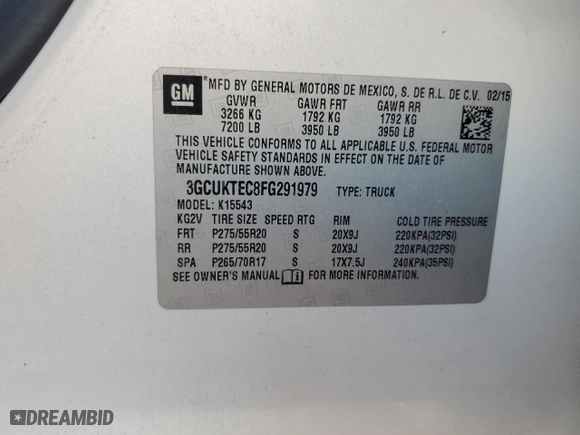 GM *MFD BY GENERAL MOTORS DE MEXICO, S. DE R.L. DE C.V. 02/15
GVWR GAWR FRT GAWR RR
3266 KG 1792 KG 1792 KG
7200 LB 3950 LB 3950 LB
THIS VEHICLE CONFORMS TO ALL APPLICABLE U.S. FEDERAL MOTOR
VEHICLE SAFETY STANDARDS IN EFFECT ON THE DATE OF
MANUFACTURE SHOWN ABOVE.
3GCUKTEC8FG291979 TYPE: TRUCK
MODEL: K15543
KG2V TIRE SIZE SPEED RTG RIM COLD TIRE PRESSURE
FRT P275/55R20 S 20X9J 220KPA(32PSI)
RR P275/55R20 S 20X9J 220KPA(32PSI)
SPA P265/70R17 S 17X7.5J 240KPA(35PSI)
SEE OWNER'S MANUAL i FOR MORE INFORMATION.
DREAMBID